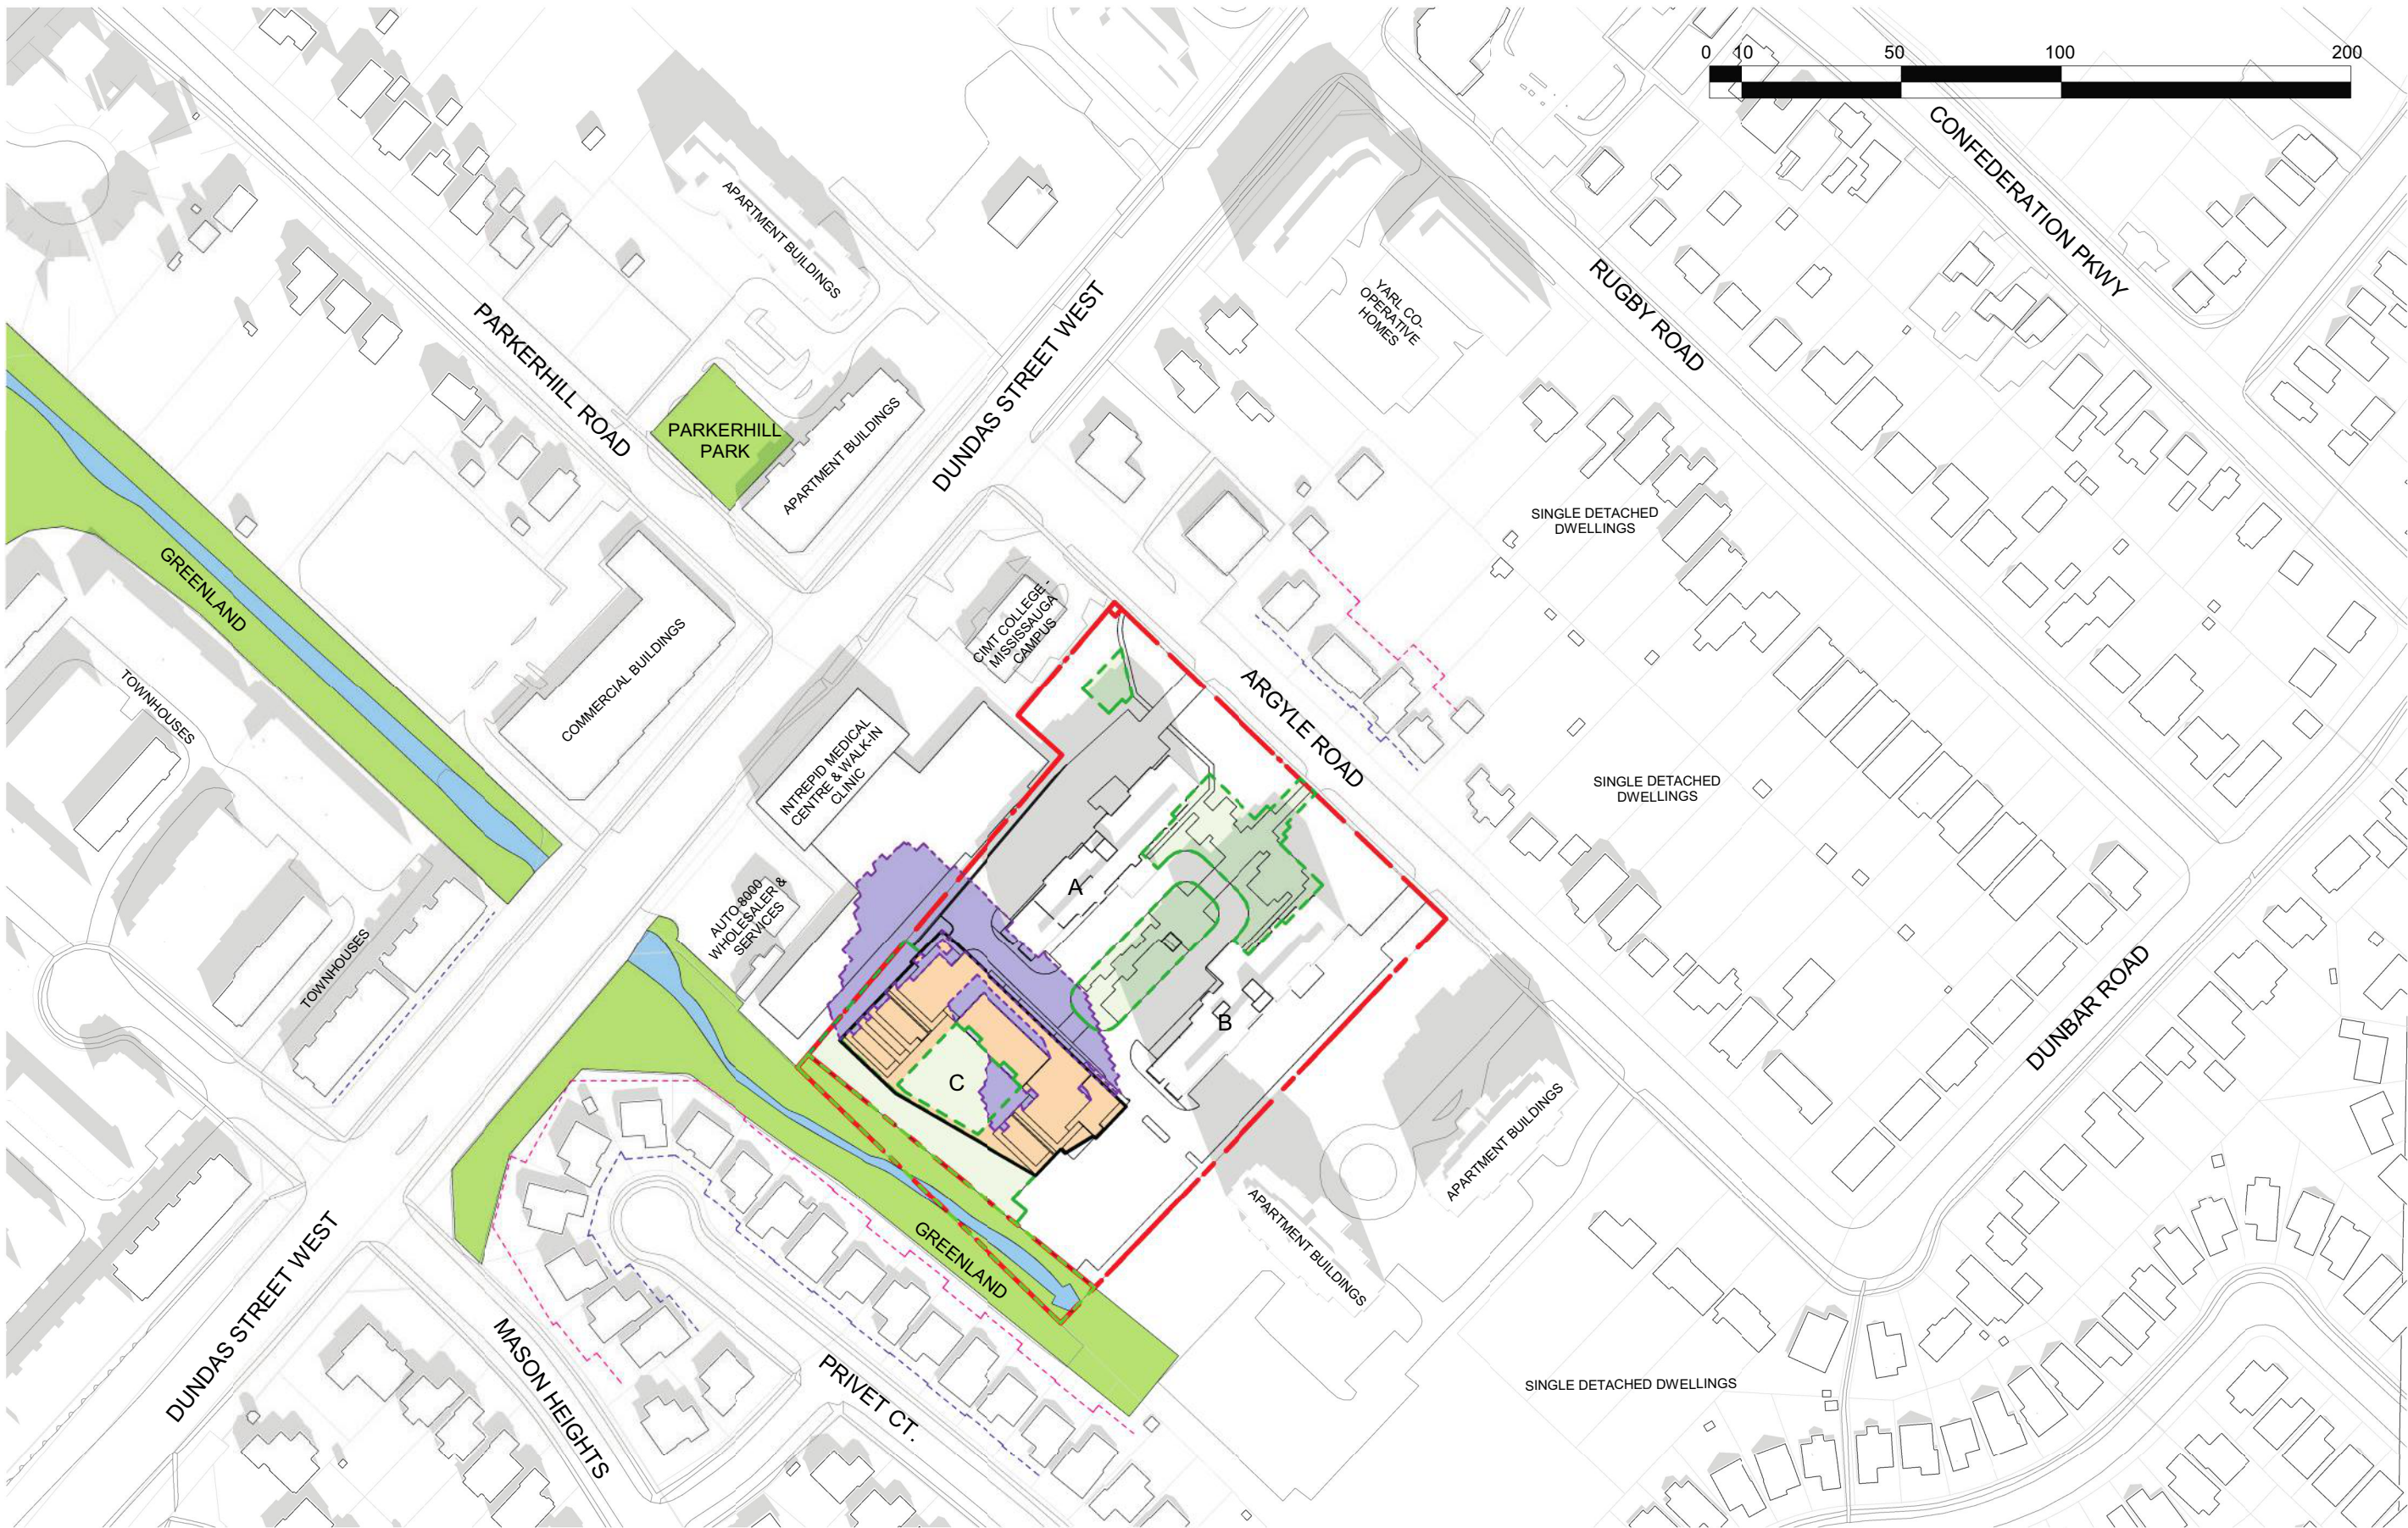 0 10 50 100 200
CONFEDERATION PKWY
APARTMENT BUILDINGS
YARL CO-
OPERATIVE
HOMES
RUGBY ROAD
PARKERHILL ROAD
DUNDAS STREET WEST
PARKERHILL
PARK
APARTMENT BUILDINGS
SINGLE DETACHED
DWELLINGS
GREENLAND
CIMT COLLEGE -
MISSISSAUGA
CAMPUS
COMMERCIAL BUILDINGS
TOWNHOUSES
ARGYLE ROAD
INTREPID MEDICAL
CENTRE & WALK-IN
CLINIC
SINGLE DETACHED
DWELLINGS
A
AUTO 8000
WHOLESALER &
SERVICES
TOWNHOUSES
B
DUNBAR ROAD
C
APARTMENT BUILDINGS
APARTMENT BUILDINGS
GREENLAND
DUNDAS STREET WEST
MASON HEIGHTS
PRIVET CT.
SINGLE DETACHED DWELLINGS